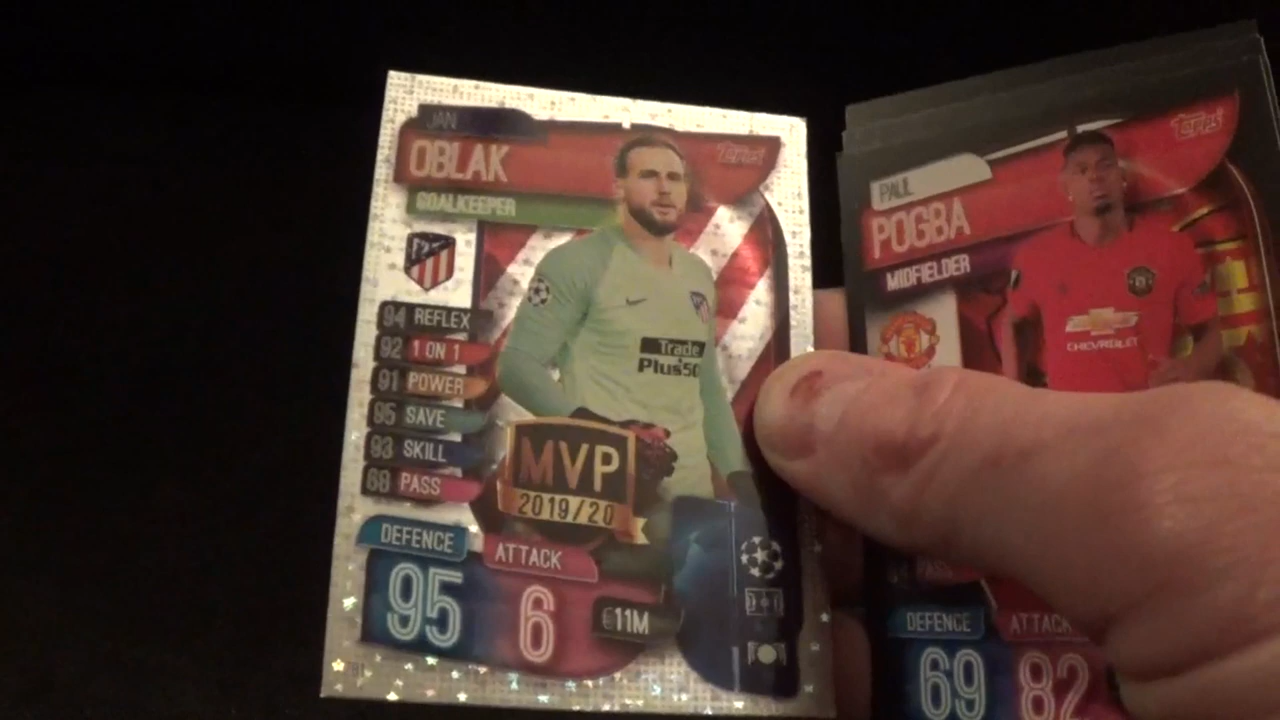 JAN
OBLAK
Topps
GOALKEEPER
94 REFLEX
92 1 ON 1
91 POWER
95 SAVE
93 SKILL
68 PASS
Trade
Plus50
MVP
2019/20
DEFENCE
ATTACK
95
6
€11M
PAUL
POGBA
Topps
MIDFIELDER
CHEVROLET
PASS
DEFENCE
ATTACK
69
82